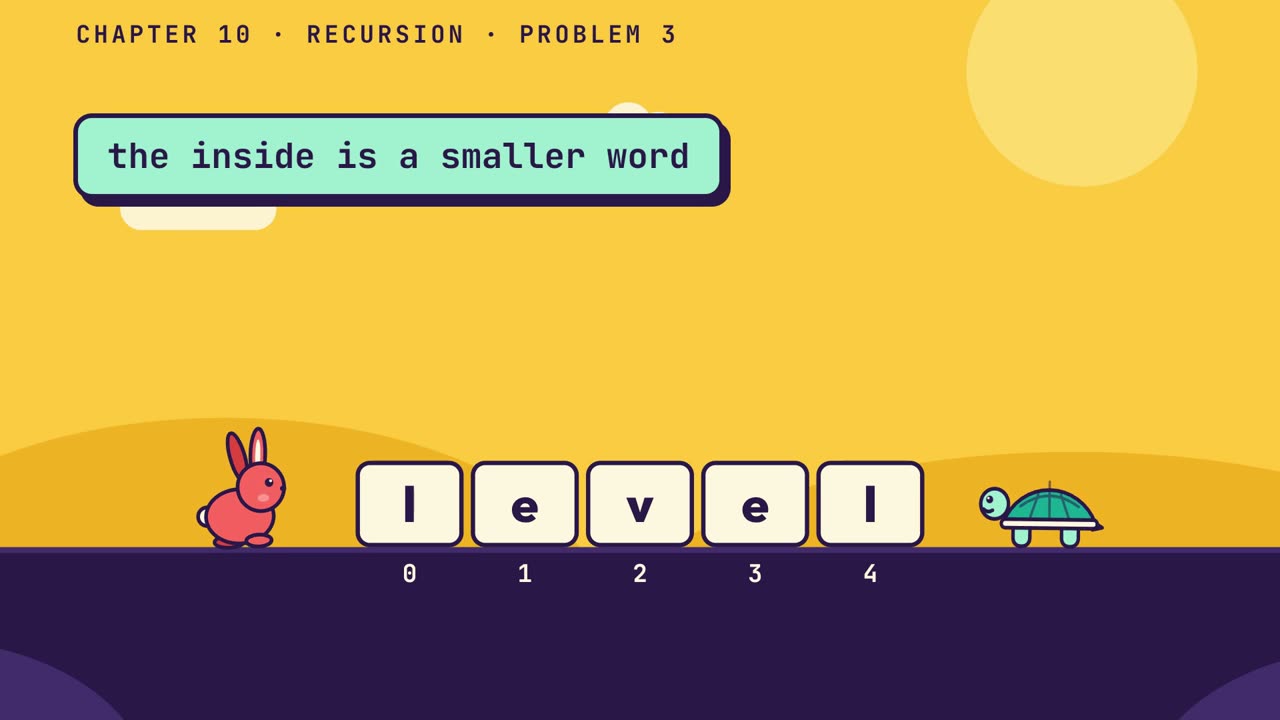 CHAPTER 10 · RECURSION · PROBLEM 3
the inside is a smaller word
l e v e l
0 1 2 3 4